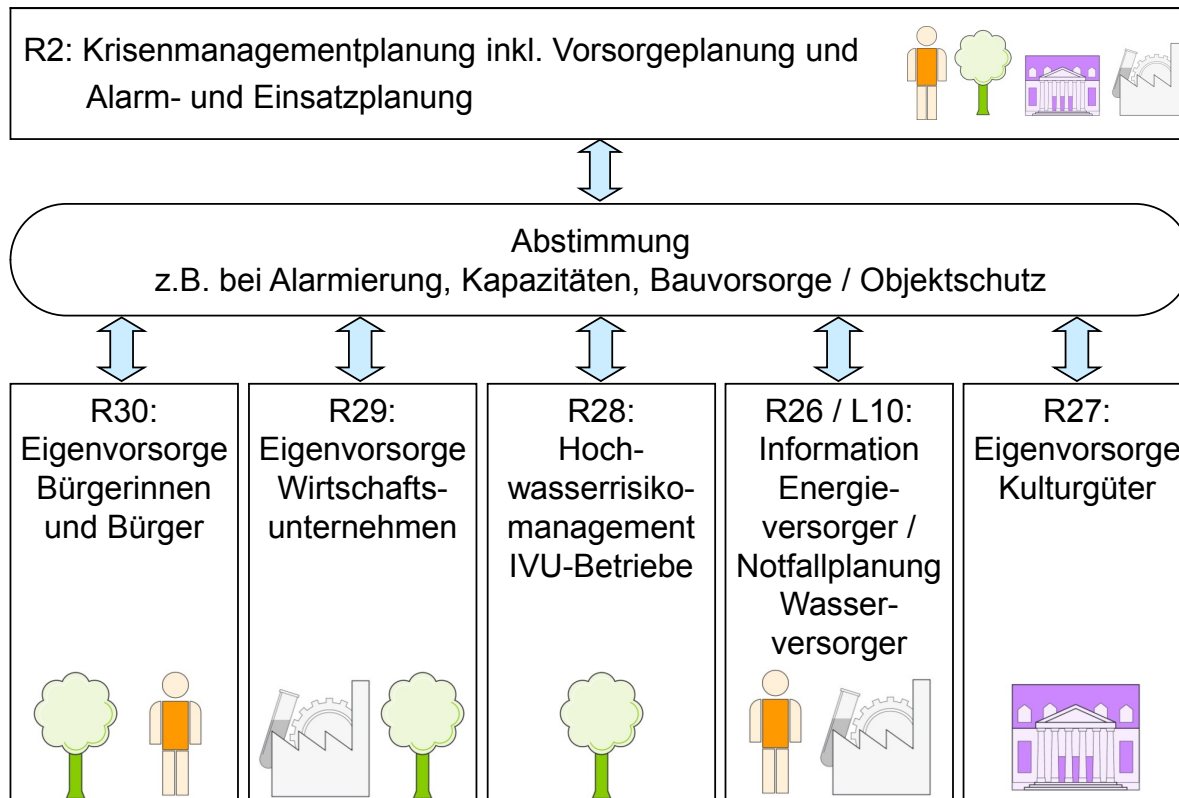 R2: Krisenmanagementplanung inkl. Vorsorgeplanung und
Alarm- und Einsatzplanung
Abstimmung
z.B. bei Alarmierung, Kapazitäten, Bauvorsorge / Objektschutz
R30:
Eigenvorsorge
Bürgerinnen
und Bürger
R29:
Eigenvorsorge
Wirtschafts-
unternehmen
R28:
Hoch-
wasserrisiko-
management
IVU-Betriebe
R26 / L10:
Information
Energie-
versorger /
Notfallplanung
Wasser-
versorger
R27:
Eigenvorsorge
Kulturgüter